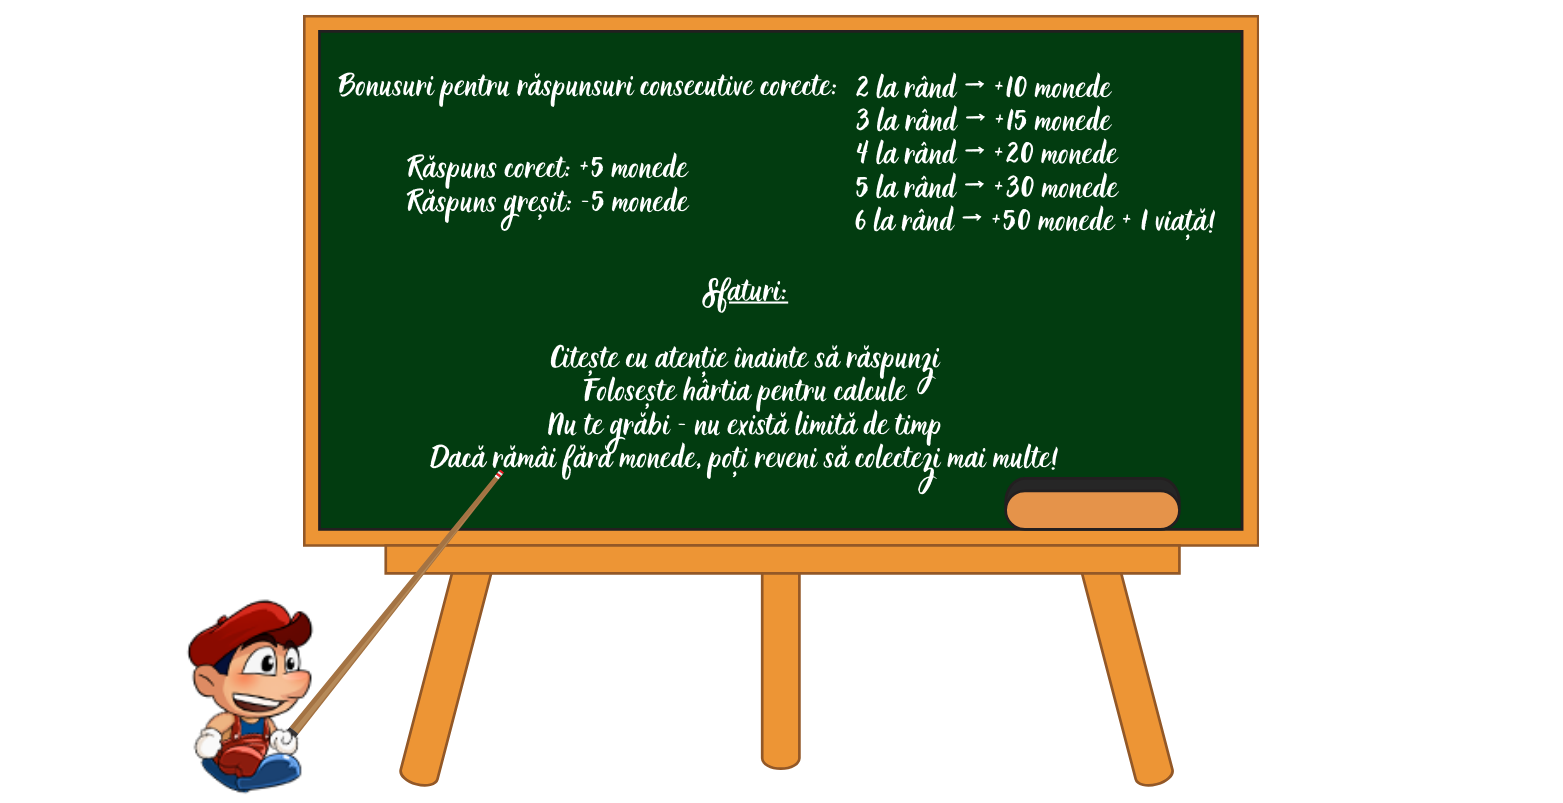 Bonusuri pentru răspunsuri consecutive corecte:
Răspuns corect: +5 monede
Răspuns greșit: -5 monede
2 la rând → +10 monede
3 la rând → +15 monede
4 la rând → +20 monede
5 la rând → +30 monede
6 la rând → +50 monede + 1 viață!
Sfaturi:
Citește cu atenție înainte să răspunzi
Folosește hârtia pentru calcule
Nu te grăbi - nu există limită de timp
Dacă rămâi fără monede, poți reveni să colectezi mai multe!